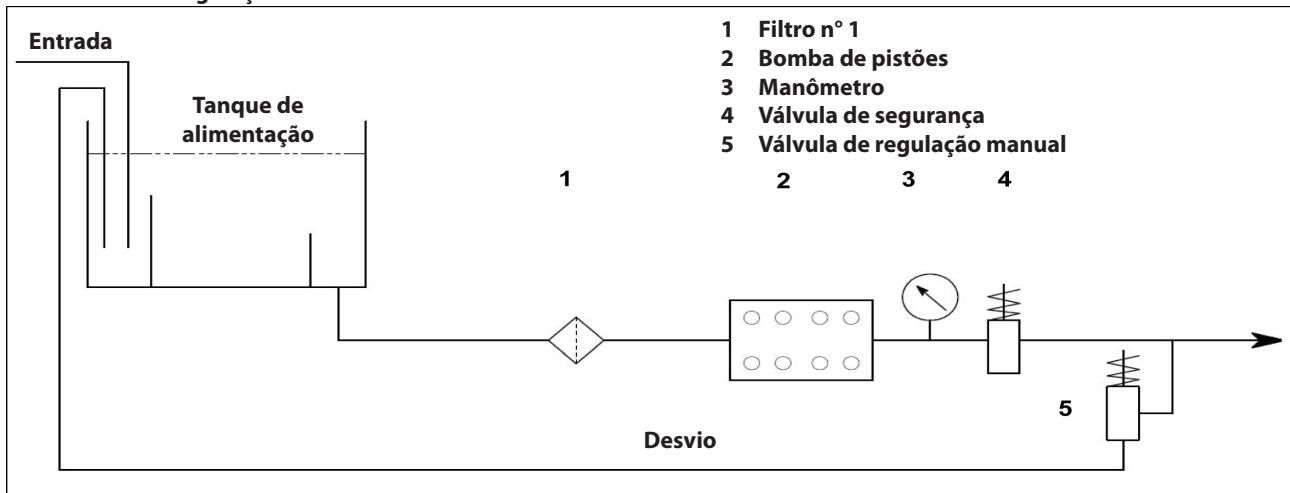 Entrada
Tanque de
alimentação
1 Filtro n° 1
2 Bomba de pistões
3 Manômetro
4 Válvula de segurança
5 Válvula de regulação manual
1 2 3 4
5
Desvio